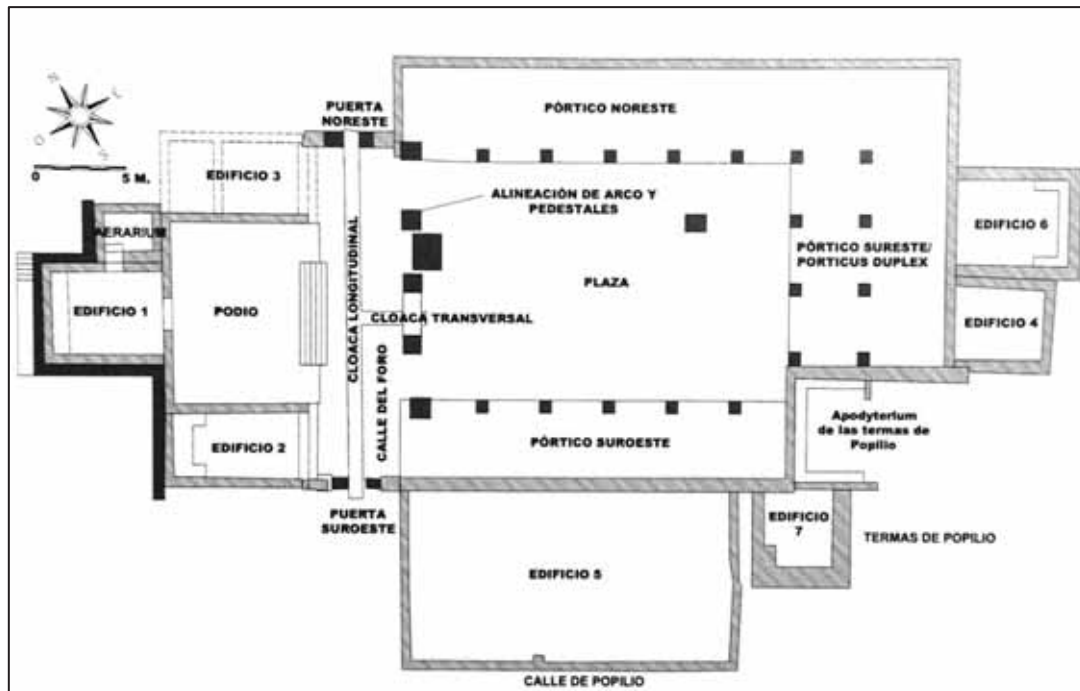 PÓRTICO NORESTE
PUERTA
NORESTE
EDIFICIO 3
ALINEACIÓN DE ARCO Y
PEDESTALES
0 5 M.
AERARIUM
EDIFICIO 6
PÓRTICO SURESTE/
PORTICUS DUPLEX
PLAZA
EDIFICIO 1
PODIO
CLOACA LONGITUDINAL
CLOACA TRANSVERSAL
EDIFICIO 4
CALLE DEL FORO
Apodyterium
de las termas de
Popilio
EDIFICIO 2
PÓRTICO SUROESTE
PUERTA
SUROESTE
EDIFICIO
7
TERMAS DE POPILIO
EDIFICIO 5
CALLE DE POPILIO